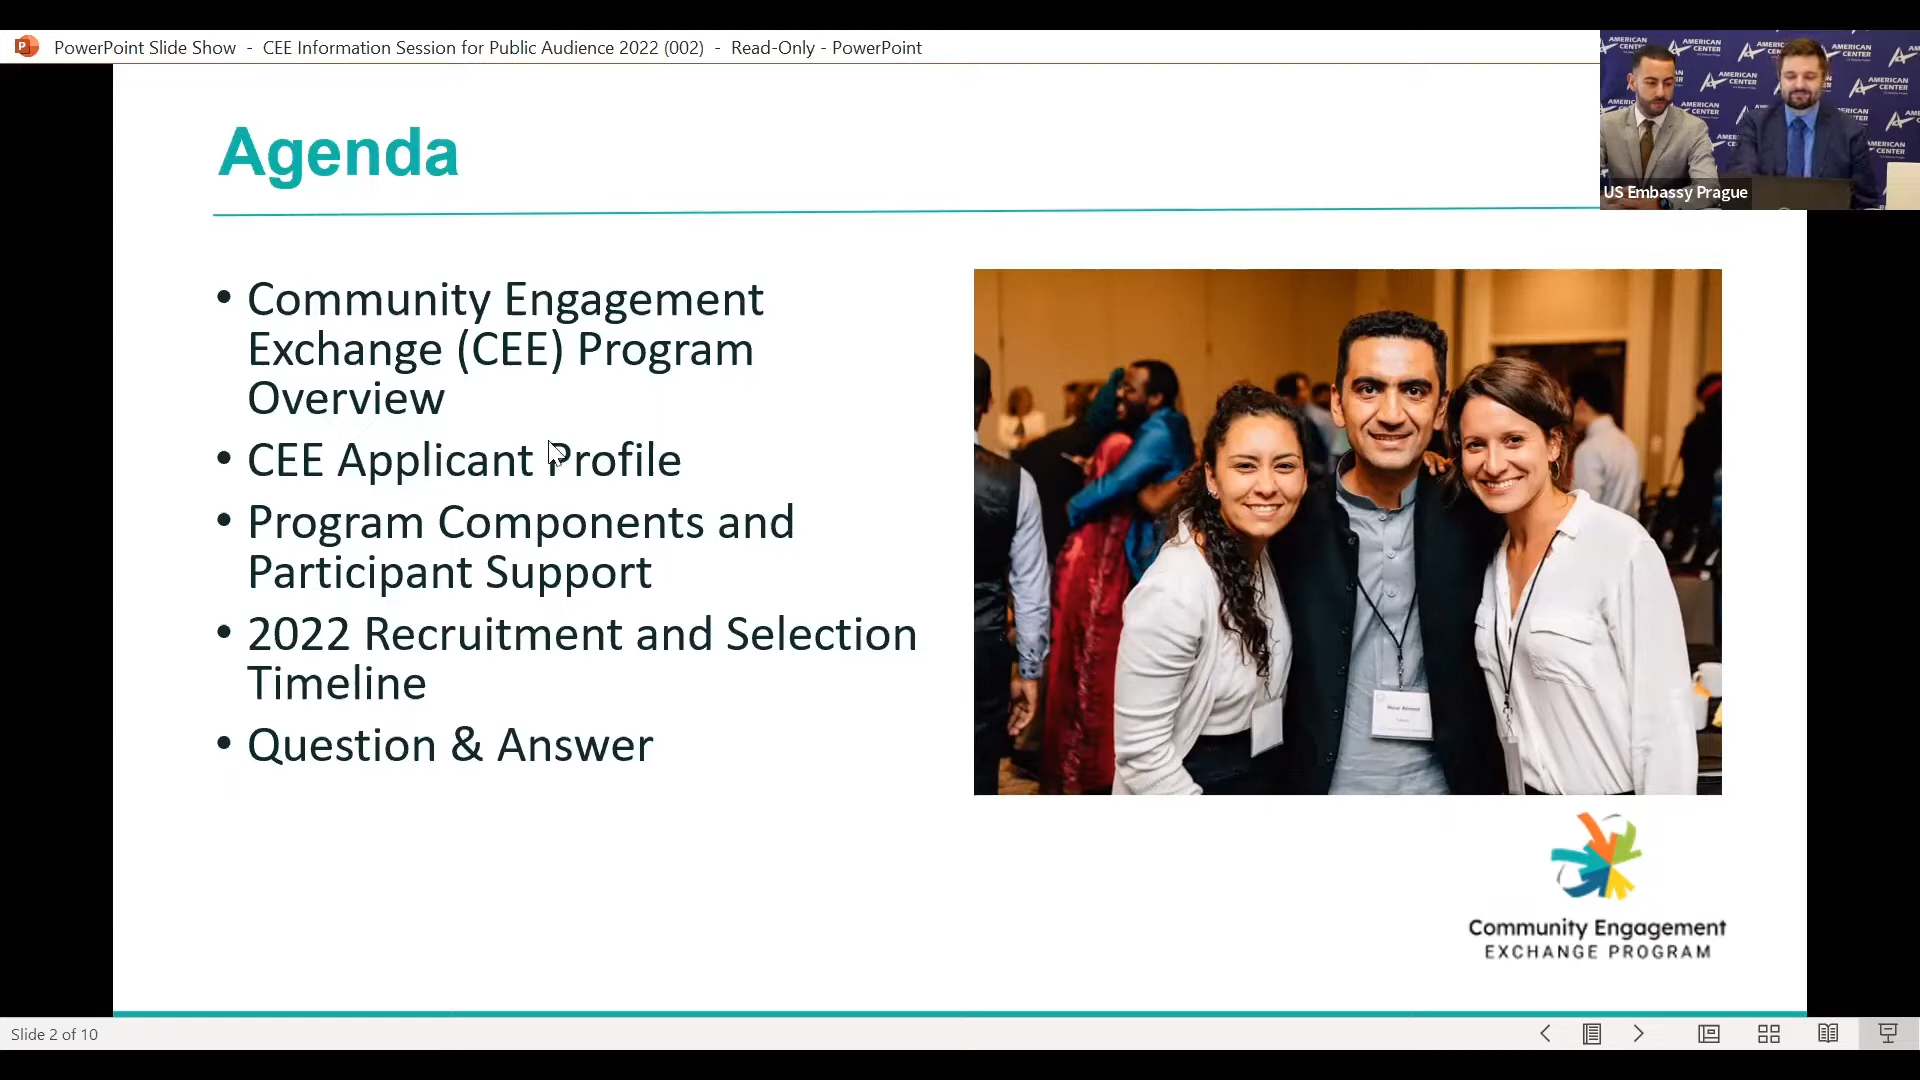 PowerPoint Slide Show - CEE Information Session for Public Audience 2022 (002) - Read-Only - PowerPoint
AMERICAN CENTER
US Embassy Prague
Agenda
• Community Engagement
Exchange (CEE) Program
Overview
• CEE Applicant Profile
• Program Components and
Participant Support
• 2022 Recruitment and Selection
Timeline
• Question & Answer
Community Engagement
EXCHANGE PROGRAM
Slide 2 of 10